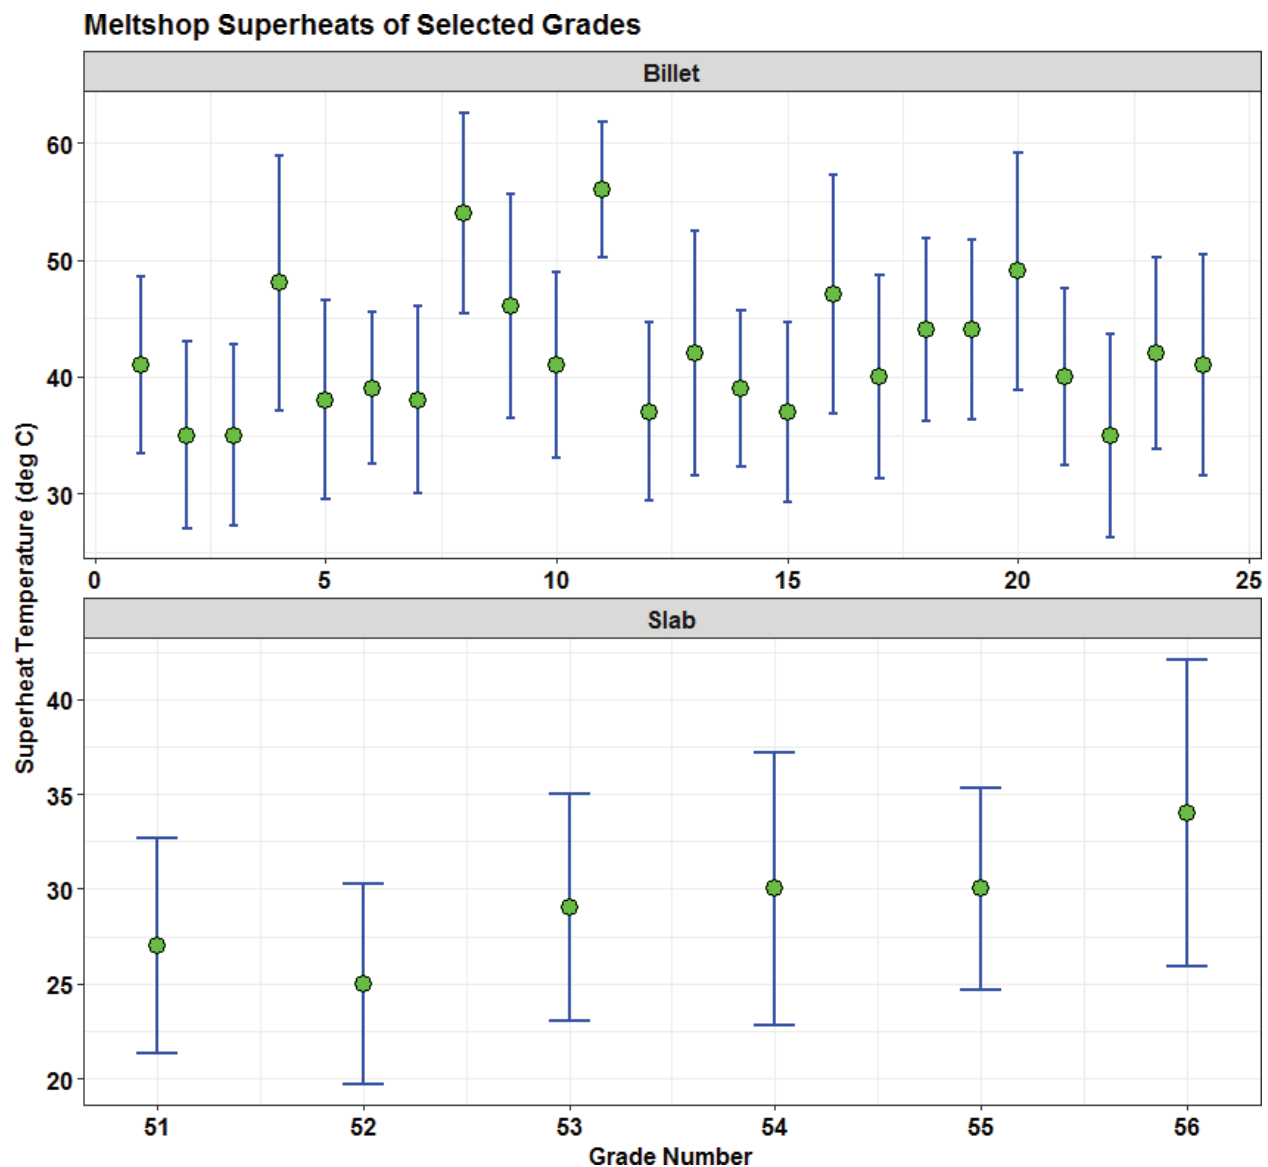 Meltshop Superheats of Selected Grades
Billet
60
50
40
30
0 5 10 15 20 25
Superheat Temperature (deg C)
Slab
40
35
30
25
20
51 52 53 54 55 56
Grade Number